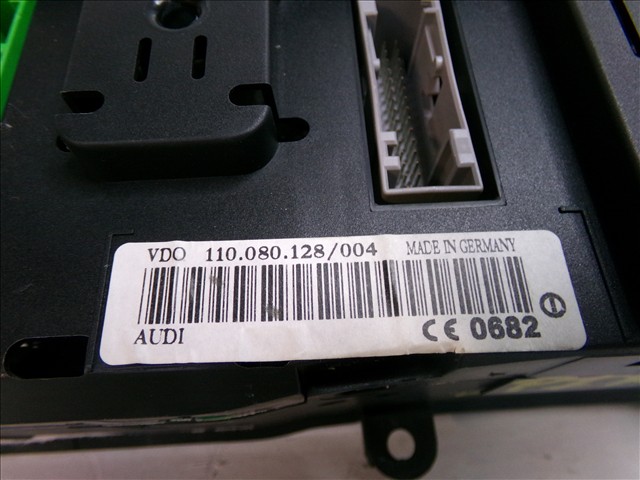 VDO 110.080.128/004 MADE IN GERMANY
AUDI CE 0682